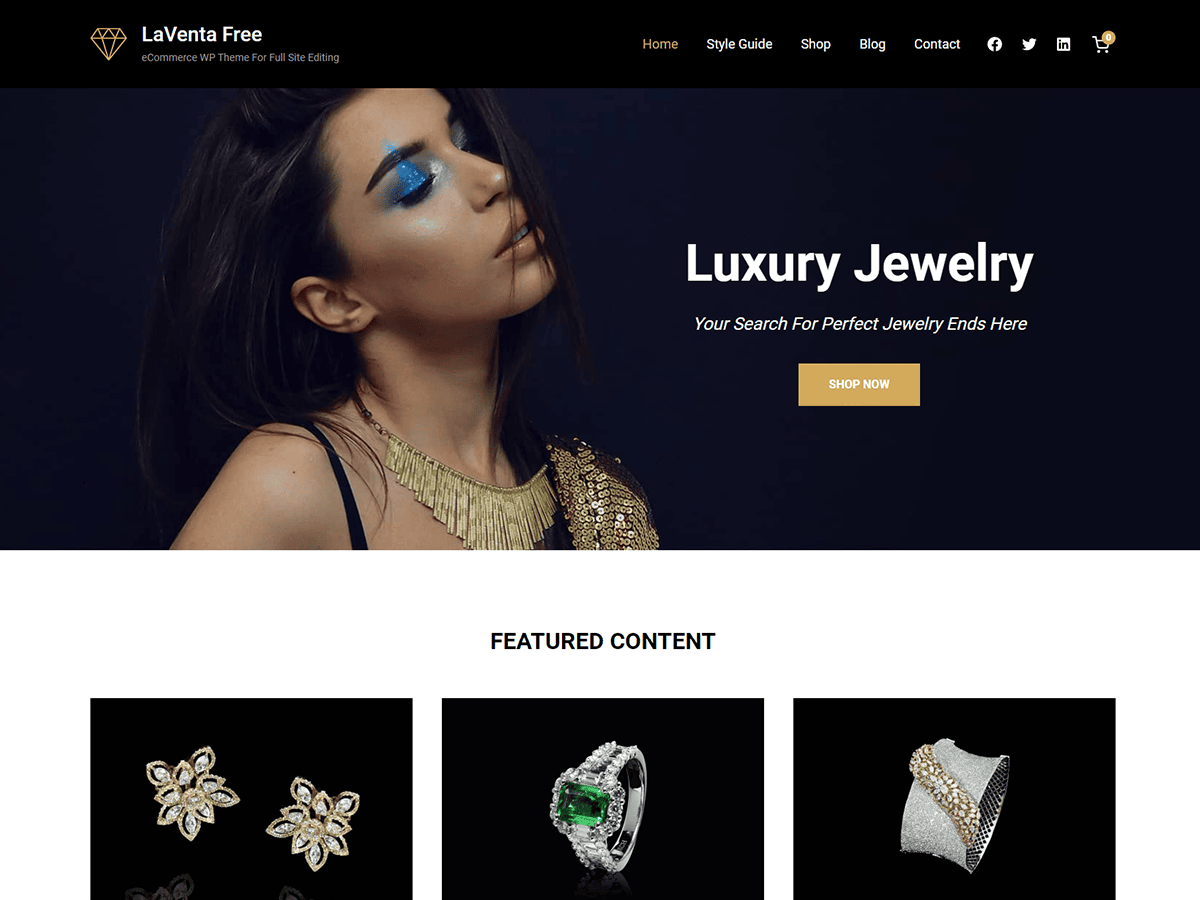 LaVenta Free
eCommerce WP Theme For Full Site Editing
Home
Style Guide
Shop
Blog
Contact
0
Luxury Jewelry
Your Search For Perfect Jewelry Ends Here
SHOP NOW
FEATURED CONTENT